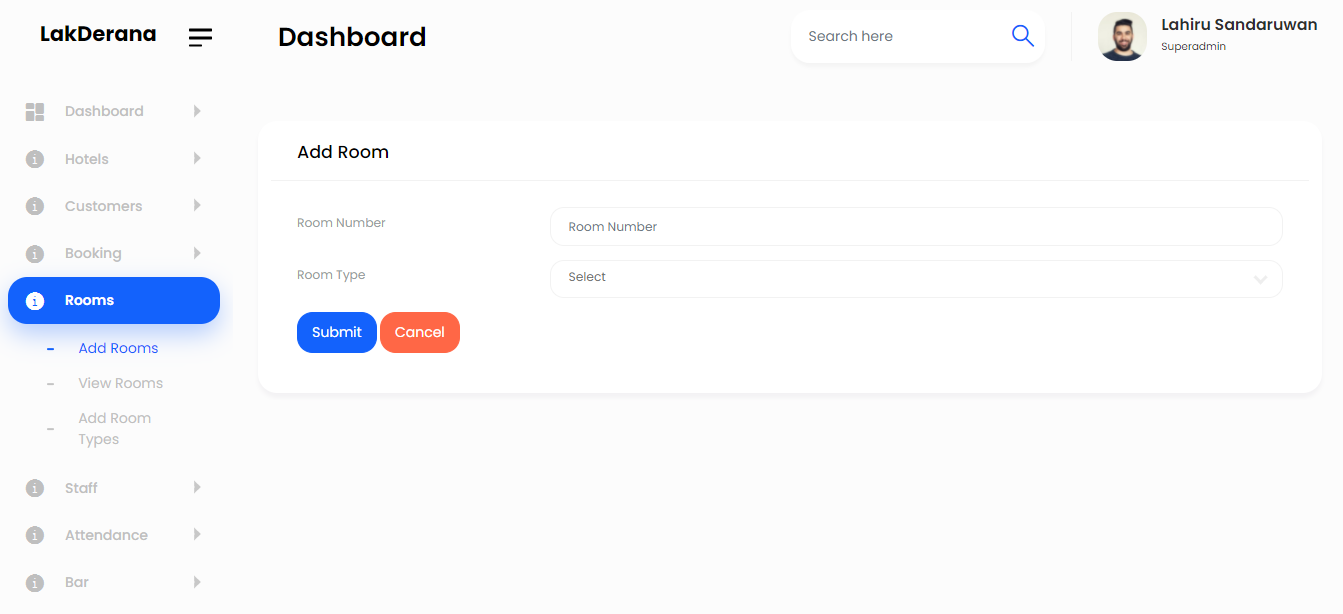 LakDerana
Dashboard
Search here
Lahiru Sandaruwan
Superadmin
Dashboard
Hotels
Customers
Booking
Rooms
Add Rooms
View Rooms
Add Room
Types
Staff
Attendance
Bar
Add Room
Room Number
Room Number
Room Type
Select
Submit
Cancel